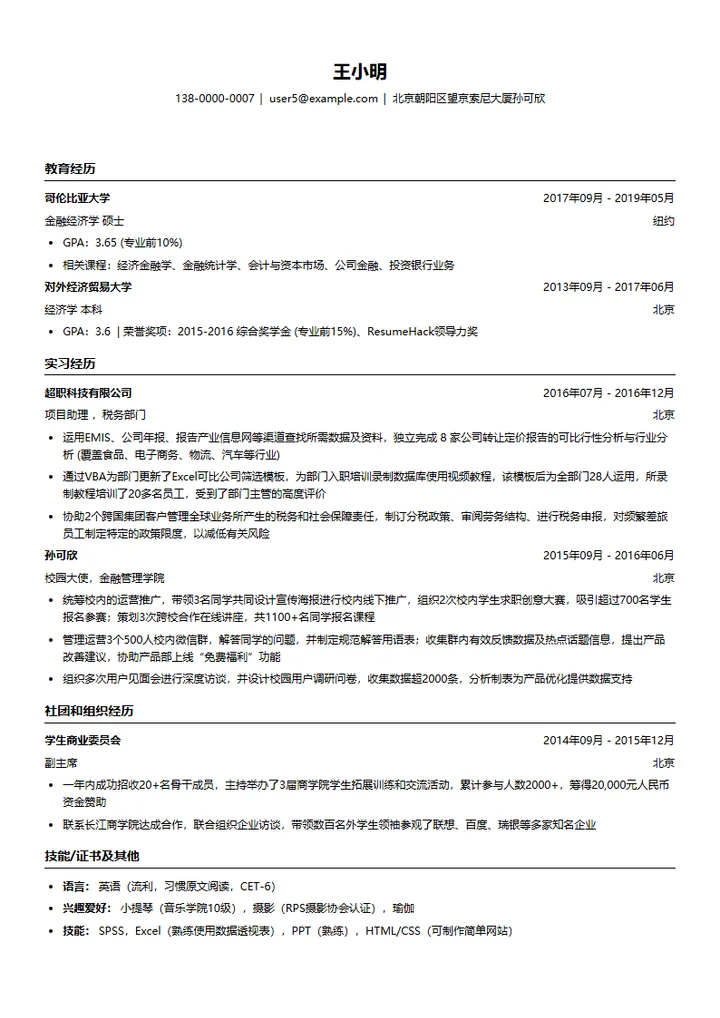 王小明
138-0000-0007 | user5@example.com | 北京朝阳区望京索尼大厦孙可欣
教育经历
哥伦比亚大学 2017年09月 - 2019年05月
金融经济学 硕士 纽约
• GPA：3.65 (专业前10%)
• 相关课程：经济金融学、金融统计学、会计与资本市场、公司金融、投资银行业务
对外经济贸易大学 2013年09月 - 2017年06月
经济学 本科 北京
• GPA：3.6 | 荣誉奖项：2015-2016 综合奖学金 (专业前15%)、ResumeHack领导力奖
实习经历
超职科技有限公司 2016年07月 - 2016年12月
项目助理 ，税务部门 北京
• 运用EMIS、公司年报、报告产业信息网等渠道查找所需数据及资料，独立完成 8 家公司转让定价报告的可比行性分析与行业分
析 (覆盖食品、电子商务、物流、汽车等行业)
• 通过VBA为部门更新了Excel可比公司筛选模板，为部门入职培训录制数据库使用视频教程，该模板后为全部门28人运用，所录
制教程培训了20多名员工，受到了部门主管的高度评价
• 协助2个跨国集团客户管理全球业务所产生的税务和社会保障责任，制订分税政策、审阅劳务结构、进行税务申报，对频繁差旅
员工制定特定的政策限度，以减低有关风险
孙可欣 2015年09月 - 2016年06月
校园大使，金融管理学院 北京
• 统筹校内的运营推广，带领3名同学共同设计宣传海报进行校内线下推广，组织2次校内学生求职创意大赛，吸引超过700名学生
报名参赛；策划3次跨校合作在线讲座，共1100+名同学报名课程
• 管理运营3个500人校内微信群，解答同学的问题，并制定规范解答用语表；收集群内有效反馈数据及热点话题信息，提出产品
改善建议，协助产品部上线“免费福利”功能
• 组织多次用户见面会进行深度访谈，并设计校园用户调研问卷，收集数据超2000条，分析制表为产品优化提供数据支持
社团和组织经历
学生商业委员会 2014年09月 - 2015年12月
副主席 北京
• 一年内成功招收20+名骨干成员，主持举办了3届商学院学生拓展训练和交流活动，累计参与人数2000+，筹得20,000元人民币
资金赞助
• 联系长江商学院达成合作，联合组织企业访谈，带领数百名外学生领袖参观了联想、百度、瑞银等多家知名企业
技能/证书及其他
• 语言： 英语（流利，习惯原文阅读，CET-6）
• 兴趣爱好： 小提琴（音乐学院10级），摄影（RPS摄影协会认证），瑜伽
• 技能： SPSS，Excel（熟练使用数据透视表），PPT（熟练），HTML/CSS（可制作简单网站）